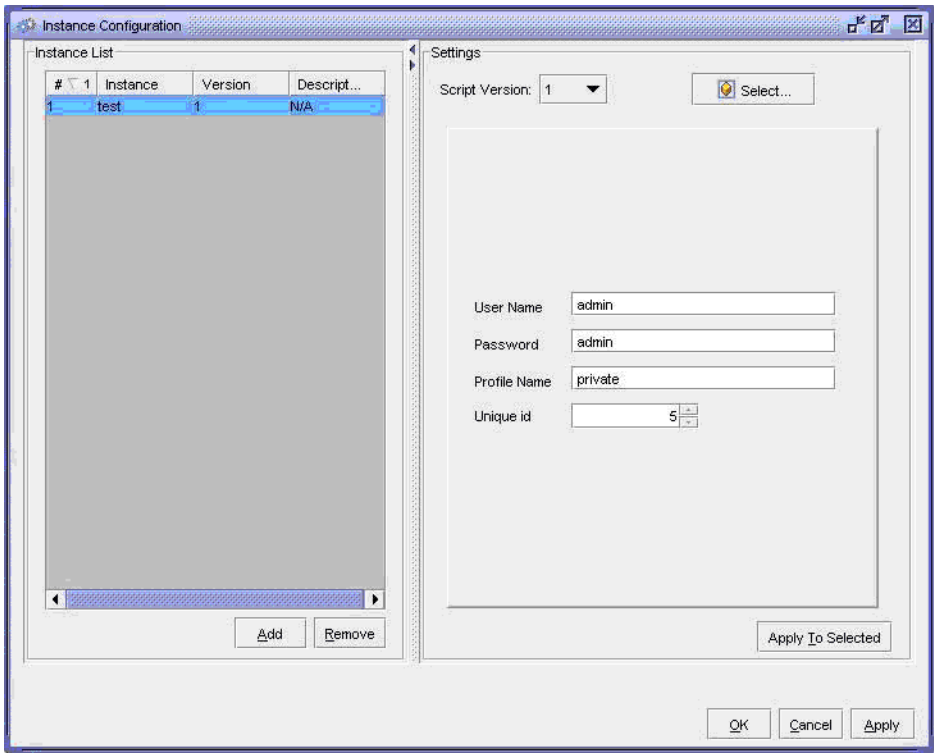 Instance Configuration
Instance List
# 1 Instance Version Descript...
1 test 1 N/A
Add Remove
Settings
Script Version: 1 Select...
User Name admin
Password admin
Profile Name private
Unique id 5
Apply To Selected
OK Cancel Apply